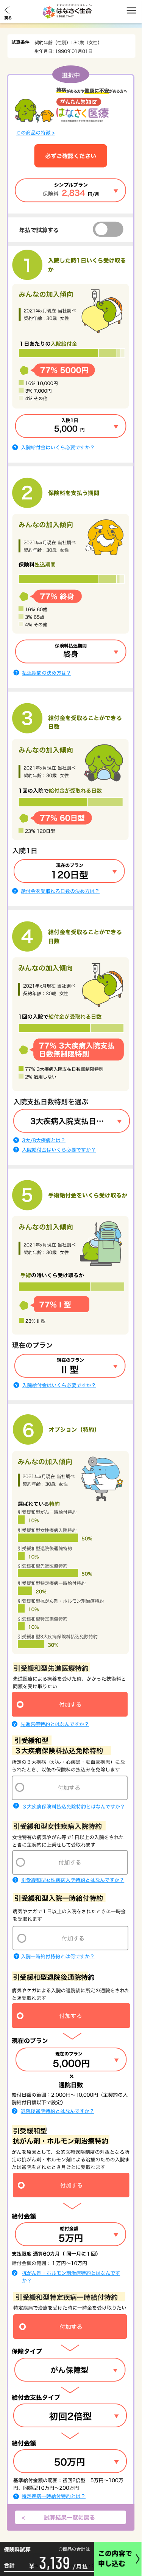 戻る
はなさく生命
試算条件
契約年齢（性別）：30歳（女性）
生年月日：1990年01月01日
選択中
持病がある方や健康に不安がある方へ
がんの人型益は
はなさく医療
この商品の特徴 >
必ずご確認ください
シンプルプラン
保険料 2,834 円/月
年払で試算する
1
入院した時1日いくら受け取るか
みんなの加入傾向
2021年x月現在 当社調べ
契約年齢：30歳 女性
1日あたりの入院給付金
77% 5000円
16% 10,000円
3% 7,000円
4% その他
入院1日
5,000 円
入院給付金はいくら必要ですか？
2
保険料を支払う期間
みんなの加入傾向
2021年x月現在 当社調べ
契約年齢：30歳 女性
保険料払込期間
77% 終身
16% 60歳
3% 65歳
4% その他
保険料払込期間
終身
払込期間の決め方は？
3
給付金を受取ることができる日数
みんなの加入傾向
2021年x月現在 当社調べ
契約年齢：30歳 女性
1回の入院で給付金が受取れる日数
77% 60日型
23% 120日型
入院1日
現在のプラン
120日型
給付金を受取れる日数の決め方は？
4
給付金を受取ることができる日数
みんなの加入傾向
2021年x月現在 当社調べ
契約年齢：30歳 女性
1回の入院で給付金が受取れる日数
77% 3大疾病入院支払日数無制限特則
77% 3大疾病入院支払日数無制限特則
2% 適用しない
入院支払日数特則を選ぶ
3大疾病入院支払日…
3大/8大疾病とは？
入院給付金はいくら必要ですか？
5
手術給付金をいくら受け取るか
みんなの加入傾向
2021年x月現在 当社調べ
契約年齢：30歳 女性
手術の時いくら受け取るか
77% I 型
23% II 型
現在のプラン
現在のプラン
II 型
入院給付金はいくら必要ですか？
6
オプション（特約）
みんなの加入傾向
2021年x月現在 当社調べ
契約年齢：30歳 女性
選ばれている特約
引受緩和型がん一時給付特約
10%
引受緩和型女性疾病入院特約
50%
引受緩和型退院後通院特約
10%
引受緩和型先進医療特約
50%
引受緩和型特定疾病一時給付特約
20%
引受緩和型抗がん剤・ホルモン剤治療特約
10%
引受緩和型特定損傷特約
10%
引受緩和型3大疾病保険料払込免除特約
30%
引受緩和型先進医療特約
先進医療による療養を受けた時、かかった技術料と同額を受け取りたい
付加する
先進医療特約とはなんですか？
引受緩和型
３大疾病保険料払込免除特約
所定の３大疾病（がん・心疾患・脳血管疾患）になられたときに、以後の保険料の払込みを免除します
付加する
３大疾病保険料払込免除特約とはなんですか？
引受緩和型女性疾病入院特約
女性特有の病気やがん等で1日以上の入院をされたときに主契約に上乗せして受取れます
付加する
引受緩和型女性疾病入院特約とはなんですか？
引受緩和型入院一時給付特約
病気やケガで１日以上の入院をされたときに一時金を受取れます
付加する
入院一時給付特約とは何ですか？
引受緩和型退院後通院特約
病気やケガによる入院の退院後に所定の通院をされたとき受取れます
付加する
現在のプラン
現在のプラン
5,000円
×
通院日数
給付日額の範囲：2,000円〜10,000円（主契約の入院給付日額以下で設定）
退院後通院特約とはなんですか？
引受緩和型
抗がん剤・ホルモン剤治療特約
がんを原因として、公的医療保険制度の対象となる所定の抗がん剤・ホルモン剤による治療のための入院または通院をされたとき月ごとに受取れます
付加する
給付金額
給付金額
5万円
支払限度 通算60カ月（ 同一月に１回）
給付金額の範囲：１万円〜10万円
抗がん剤・ホルモン剤治療特約とはなんですか？
引受緩和型特定疾病一時給付特約
特定疾病で治療を受けた時に一時金を受け取りたい
付加する
保障タイプ
がん保障型
給付金支払タイプ
初回2倍型
給付金額
50万円
基準給付金額の範囲：初回2倍型 5万円〜100万円、同額型10万円〜200万円
特定疾病一時給付特約とは？
< 試算結果一覧に戻る
保険料試算
○商品の合計は
合計 ¥ 3,139 /月払
この内容で申し込む